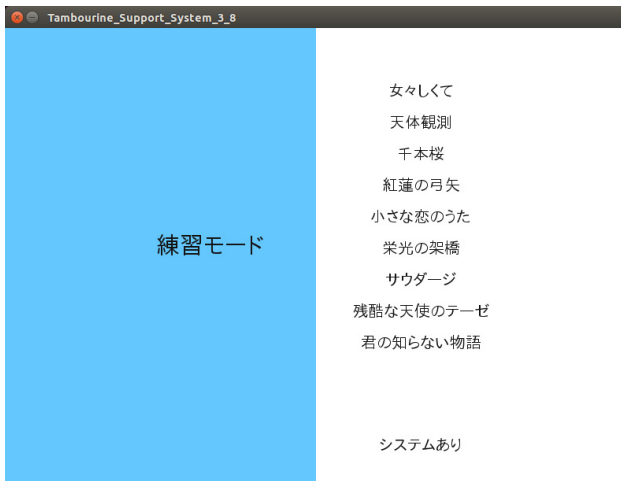 Tambourine_Support_System_3_8
練習モード
女々しくて
天体観測
千本桜
紅蓮の弓矢
小さな恋のうた
栄光の架橋
サウダージ
残酷な天使のテーゼ
君の知らない物語
システムあり